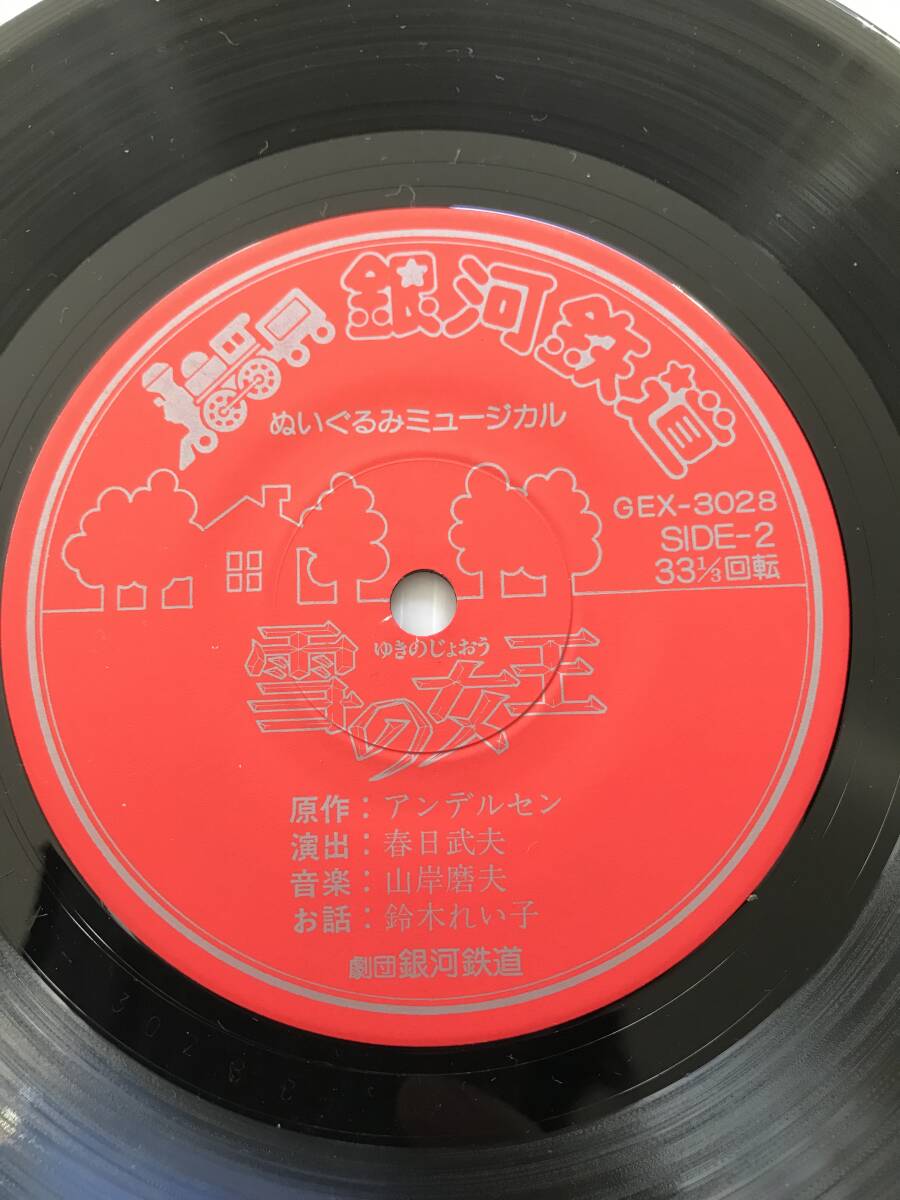 銀河鉄道
ぬいぐるみミュージカル
GEX-3028
SIDE-2
33⅓回転
ゆきのじょおう
雪の女王
原作：アンデルセン
演出：春日武夫
音楽：山岸磨夫
お話：鈴木れい子
劇団 銀河鉄道